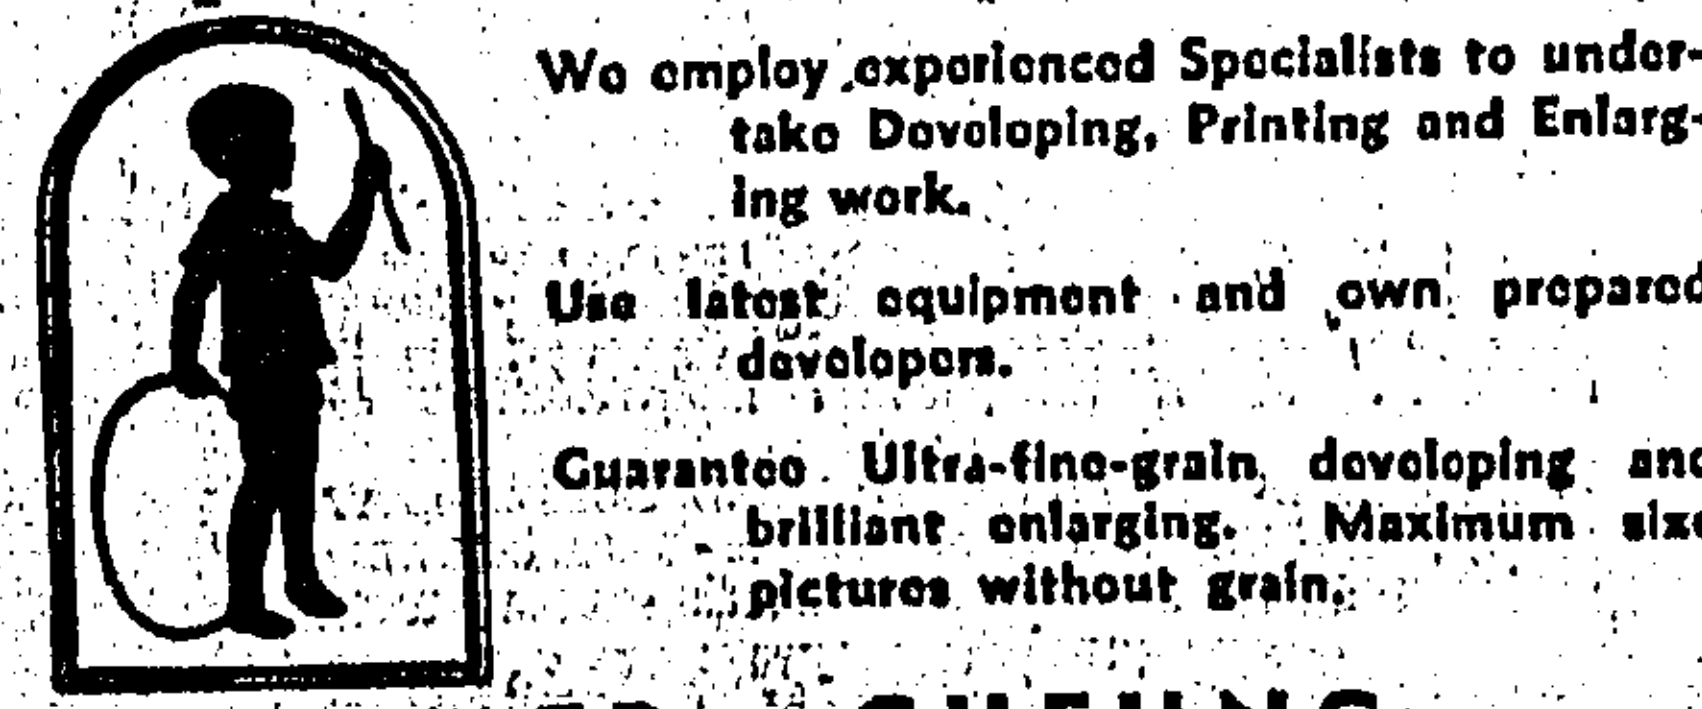 We employ experienced Specialists to under-
take Developing, Printing and Enlarg-
ing work.
Use latest equipment and own prepared
developers.
Guarantee Ultra-fine-grain developing and
brilliant enlarging. Maximum size
pictures without grain.